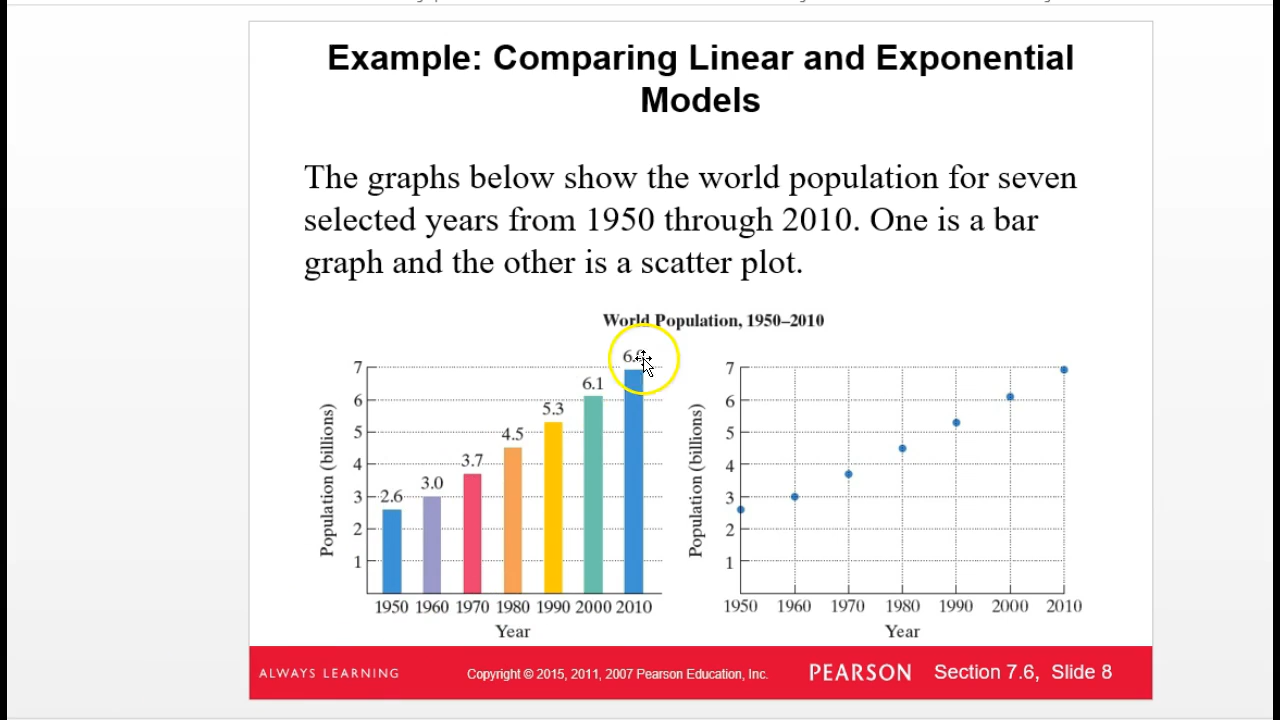 Example: Comparing Linear and Exponential
Models
The graphs below show the world population for seven
selected years from 1950 through 2010. One is a bar
graph and the other is a scatter plot.
World Population, 1950–2010
Population (billions)
7
6
5
4
3
2
1
2.6
3.0
3.7
4.5
5.3
6.1
1950 1960 1970 1980 1990 2000 2010
Year
Population (billions)
7
6
5
4
3
2
1
1950 1960 1970 1980 1990 2000 2010
Year
ALWAYS LEARNING
Copyright © 2015, 2011, 2007 Pearson Education, Inc.
PEARSON
Section 7.6, Slide 8